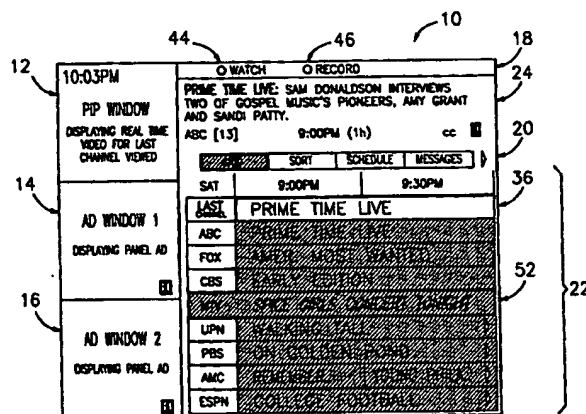 10
44
46
18
12
24
20
14
36
16
52
22
10:03PM
PIP WINDOW
DISPLAYING REAL TIME
VIDEO FOR LAST
CHANNEL VIEWED
AD WINDOW 1
DISPLAYING PANEL AD
AD WINDOW 2
DISPLAYING PANEL AD
WATCH RECORD
PRIME TIME LIVE: SAM DONALDSON INTERVIEWS
TWO OF GOSPEL MUSIC'S PIONEERS, AMY GRANT
AND SANDI PATTY.
ABC [13] 9:00PM (1h) cc
SORT SCHEDULE MESSAGES
SAT 9:00PM 9:30PM
LAST PRIME TIME LIVE
ABC PRIME TIME LIVE
FOX AMER. MOST WANTED
CBS EARLY EDITION
SPICE GIRLS CONCERT TONIGHT
UPN WALKING TALL
PBS ON GOLDEN POND
AMC
ESPN COLLEGE FOOTBALL